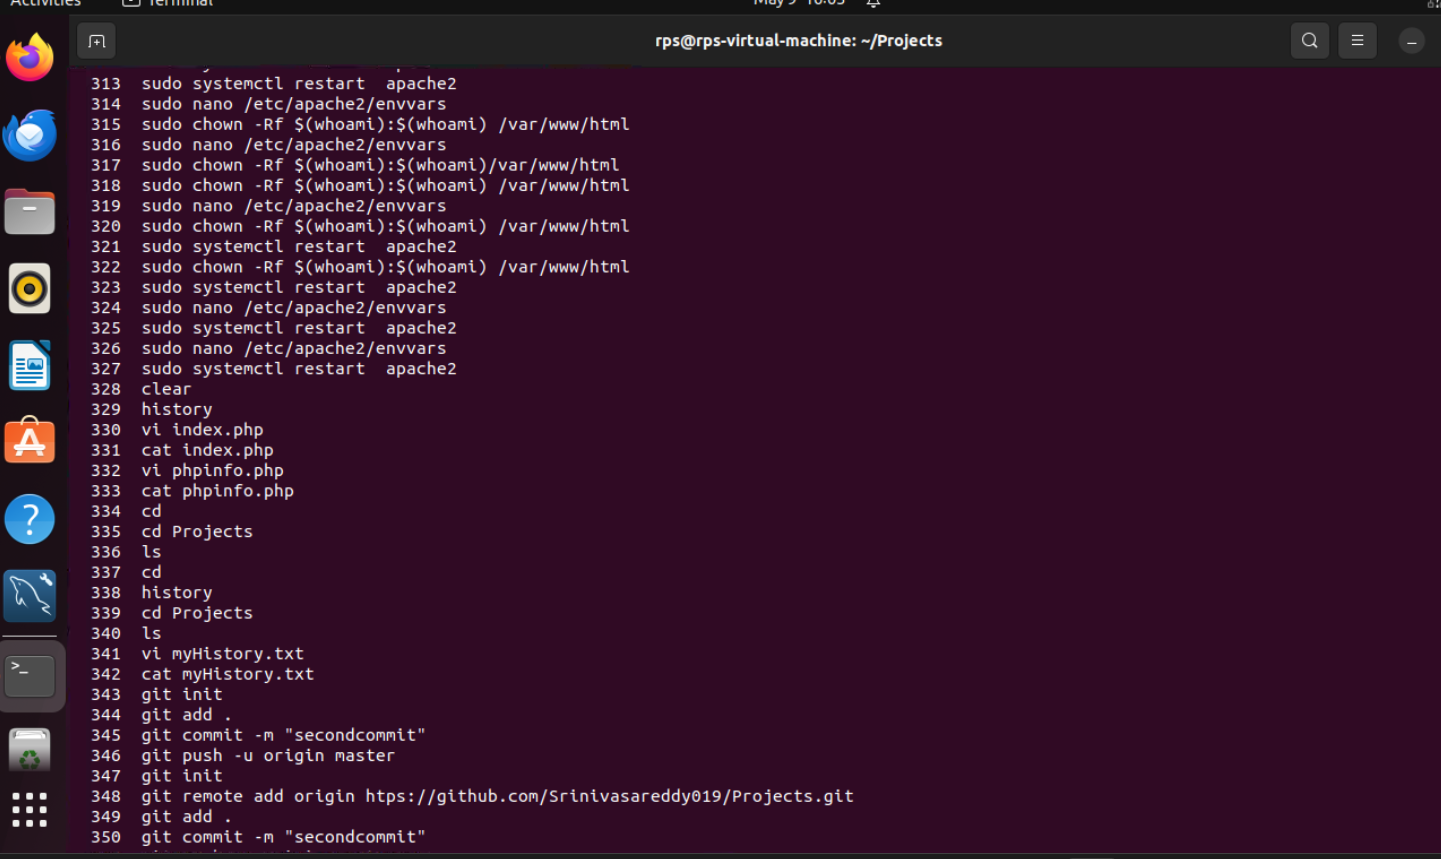 Activities Terminal May 9 16:05
rps@rps-virtual-machine: ~/Projects
313 sudo systemctl restart  apache2
314 sudo nano /etc/apache2/envvars
315 sudo chown -Rf $(whoami):$(whoami) /var/www/html
316 sudo nano /etc/apache2/envvars
317 sudo chown -Rf $(whoami):$(whoami)/var/www/html
318 sudo chown -Rf $(whoami):$(whoami) /var/www/html
319 sudo nano /etc/apache2/envvars
320 sudo chown -Rf $(whoami):$(whoami) /var/www/html
321 sudo systemctl restart  apache2
322 sudo chown -Rf $(whoami):$(whoami) /var/www/html
323 sudo systemctl restart  apache2
324 sudo nano /etc/apache2/envvars
325 sudo systemctl restart  apache2
326 sudo nano /etc/apache2/envvars
327 sudo systemctl restart  apache2
328 clear
329 history
330 vi index.php
331 cat index.php
332 vi phpinfo.php
333 cat phpinfo.php
334 cd
335 cd Projects
336 ls
337 cd
338 history
339 cd Projects
340 ls
341 vi myHistory.txt
342 cat myHistory.txt
343 git init
344 git add .
345 git commit -m "secondcommit"
346 git push -u origin master
347 git init
348 git remote add origin htps://github.com/Srinivasareddy019/Projects.git
349 git add .
350 git commit -m "secondcommit"